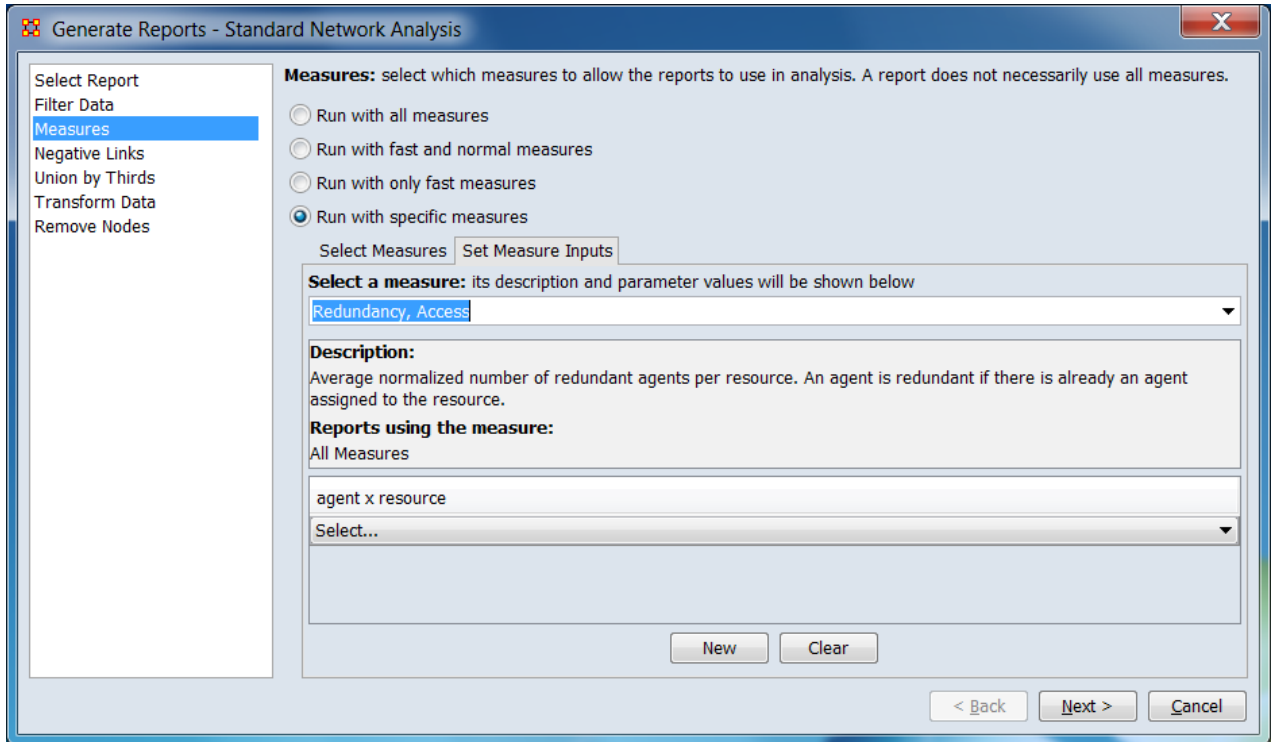 Generate Reports - Standard Network Analysis
X
Select Report
Filter Data
Measures
Negative Links
Union by Thirds
Transform Data
Remove Nodes
Measures: select which measures to allow the reports to use in analysis. A report does not necessarily use all measures.
Run with all measures
Run with fast and normal measures
Run with only fast measures
Run with specific measures
Select Measures Set Measure Inputs
Select a measure: its description and parameter values will be shown below
Redundancy, Access
Description:
Average normalized number of redundant agents per resource. An agent is redundant if there is already an agent
assigned to the resource.
Reports using the measure:
All Measures
agent x resource
Select...
New Clear
< Back Next > Cancel